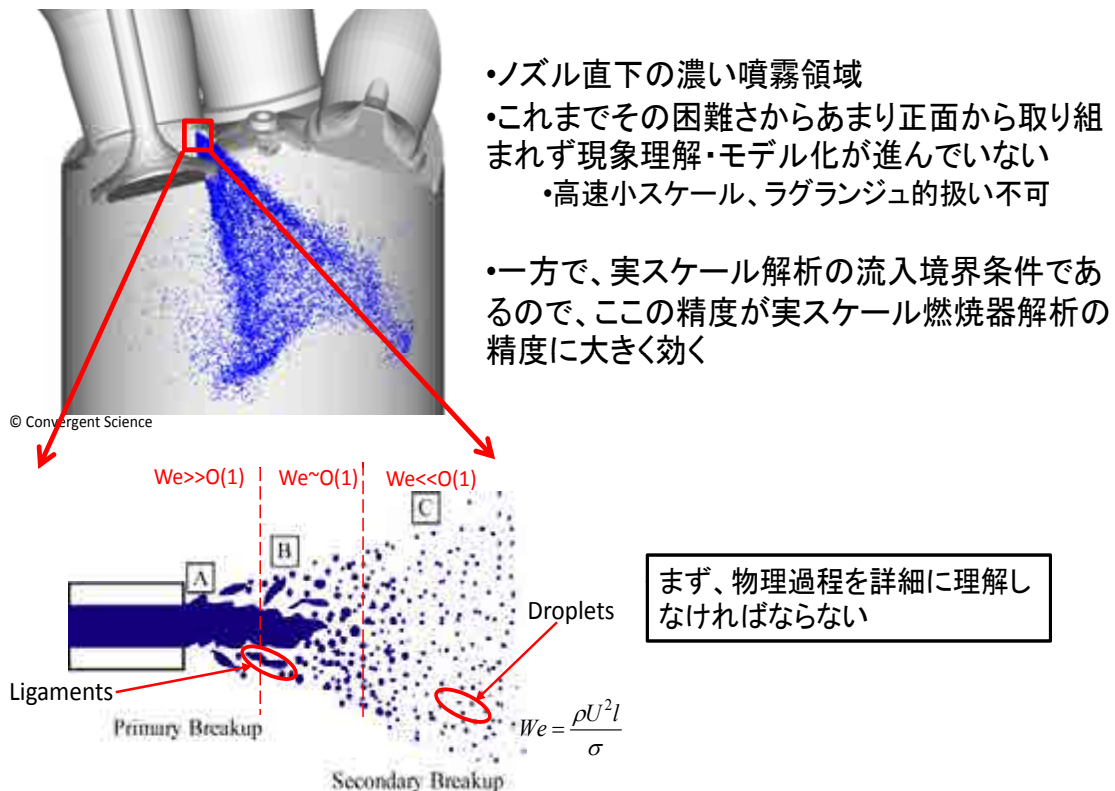 •ノズル直下の濃い噴霧領域
•これまでその困難さからあまり正面から取り組
まれず現象理解・モデル化が進んでいない
•高速小スケール、ラグランジュ的扱い不可
•一方で、実スケール解析の流入境界条件であ
るので、ここの精度が実スケール燃焼器解析の
精度に大きく効く
© Convergent Science
We>>O(1)
We~O(1)
We<<O(1)
A
B
C
Ligaments
Droplets
Primary Breakup
Secondary Breakup
We = ρU²l / σ
まず、物理過程を詳細に理解し
なければならない